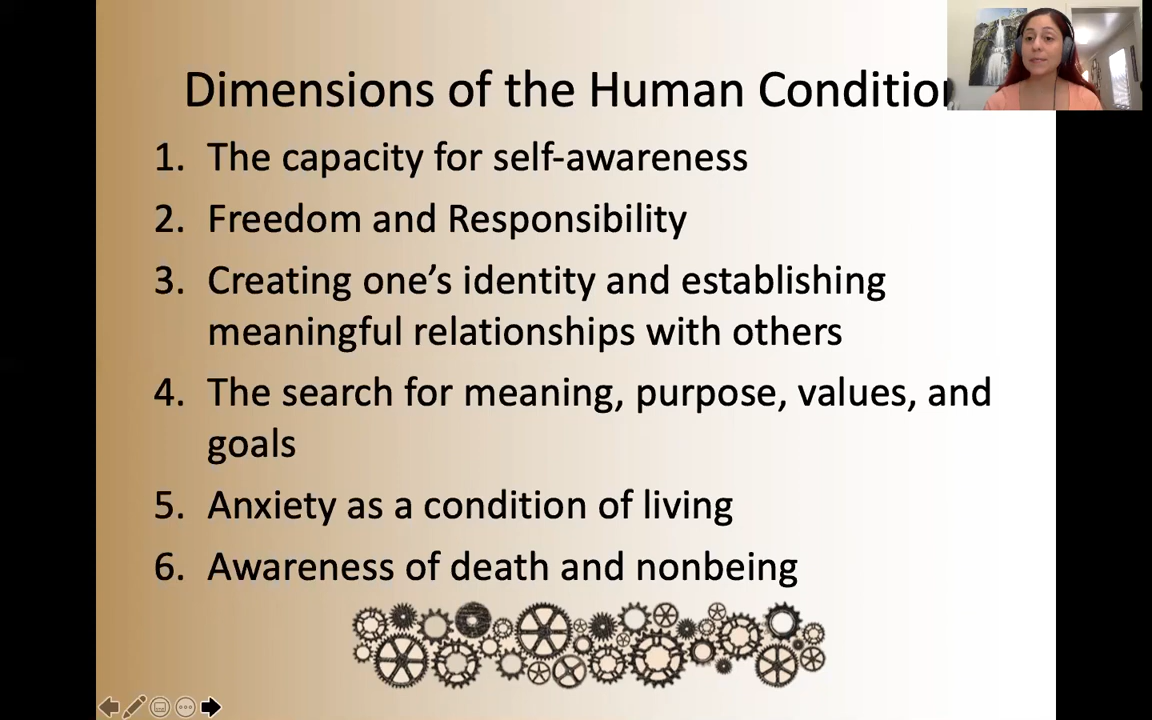 Dimensions of the Human Condition
1. The capacity for self-awareness
2. Freedom and Responsibility
3. Creating one’s identity and establishing
meaningful relationships with others
4. The search for meaning, purpose, values, and
goals
5. Anxiety as a condition of living
6. Awareness of death and nonbeing